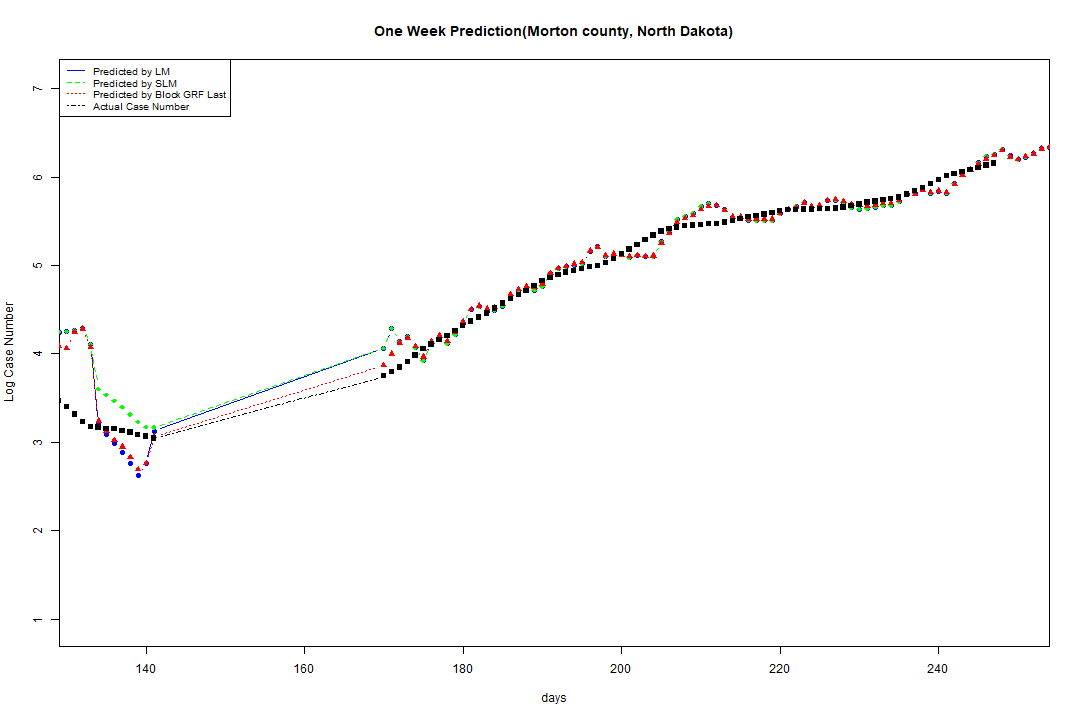 One Week Prediction(Morton county, North Dakota)
Predicted by LM
Predicted by SLM
Predicted by Block GRF Last
Actual Case Number
7
6
5
4
3
2
1
Log Case Number
140 160 180 200 220 240
days